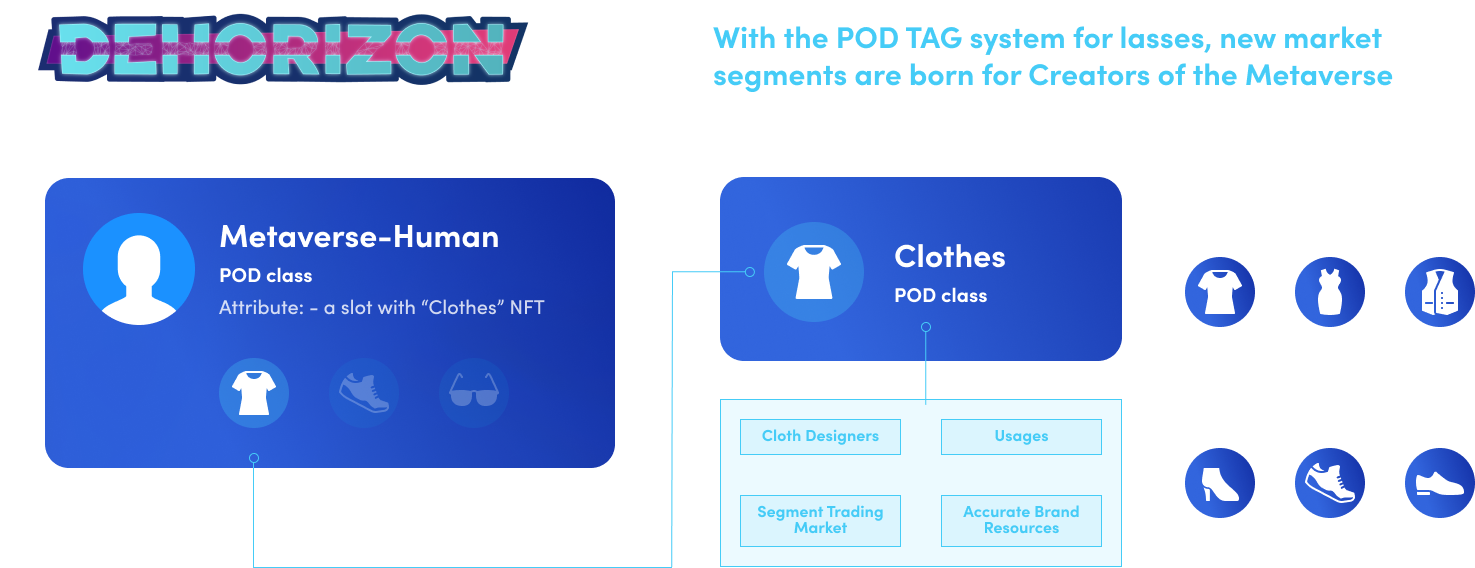 DEHORIZON
With the POD TAG system for lasses, new market
segments are born for Creators of the Metaverse
Metaverse-Human
POD class
Attribute: - a slot with “Clothes” NFT
Clothes
POD class
Cloth Designers
Usages
Segment Trading
Market
Accurate Brand
Resources